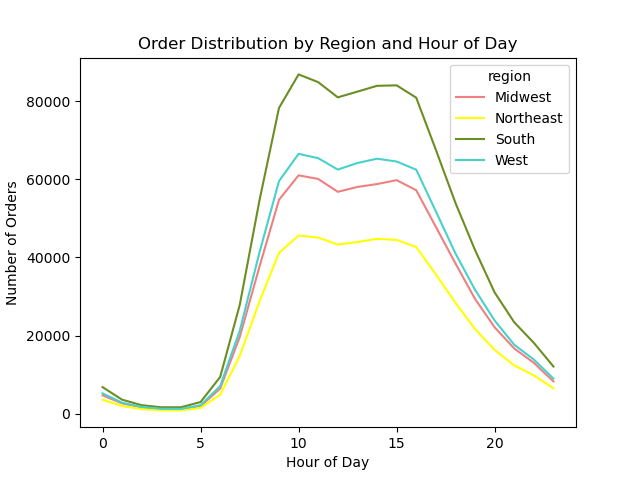 Order Distribution by Region and Hour of Day
region
Midwest
Northeast
South
West
Number of Orders
80000
60000
40000
20000
0
0 5 10 15 20
Hour of Day